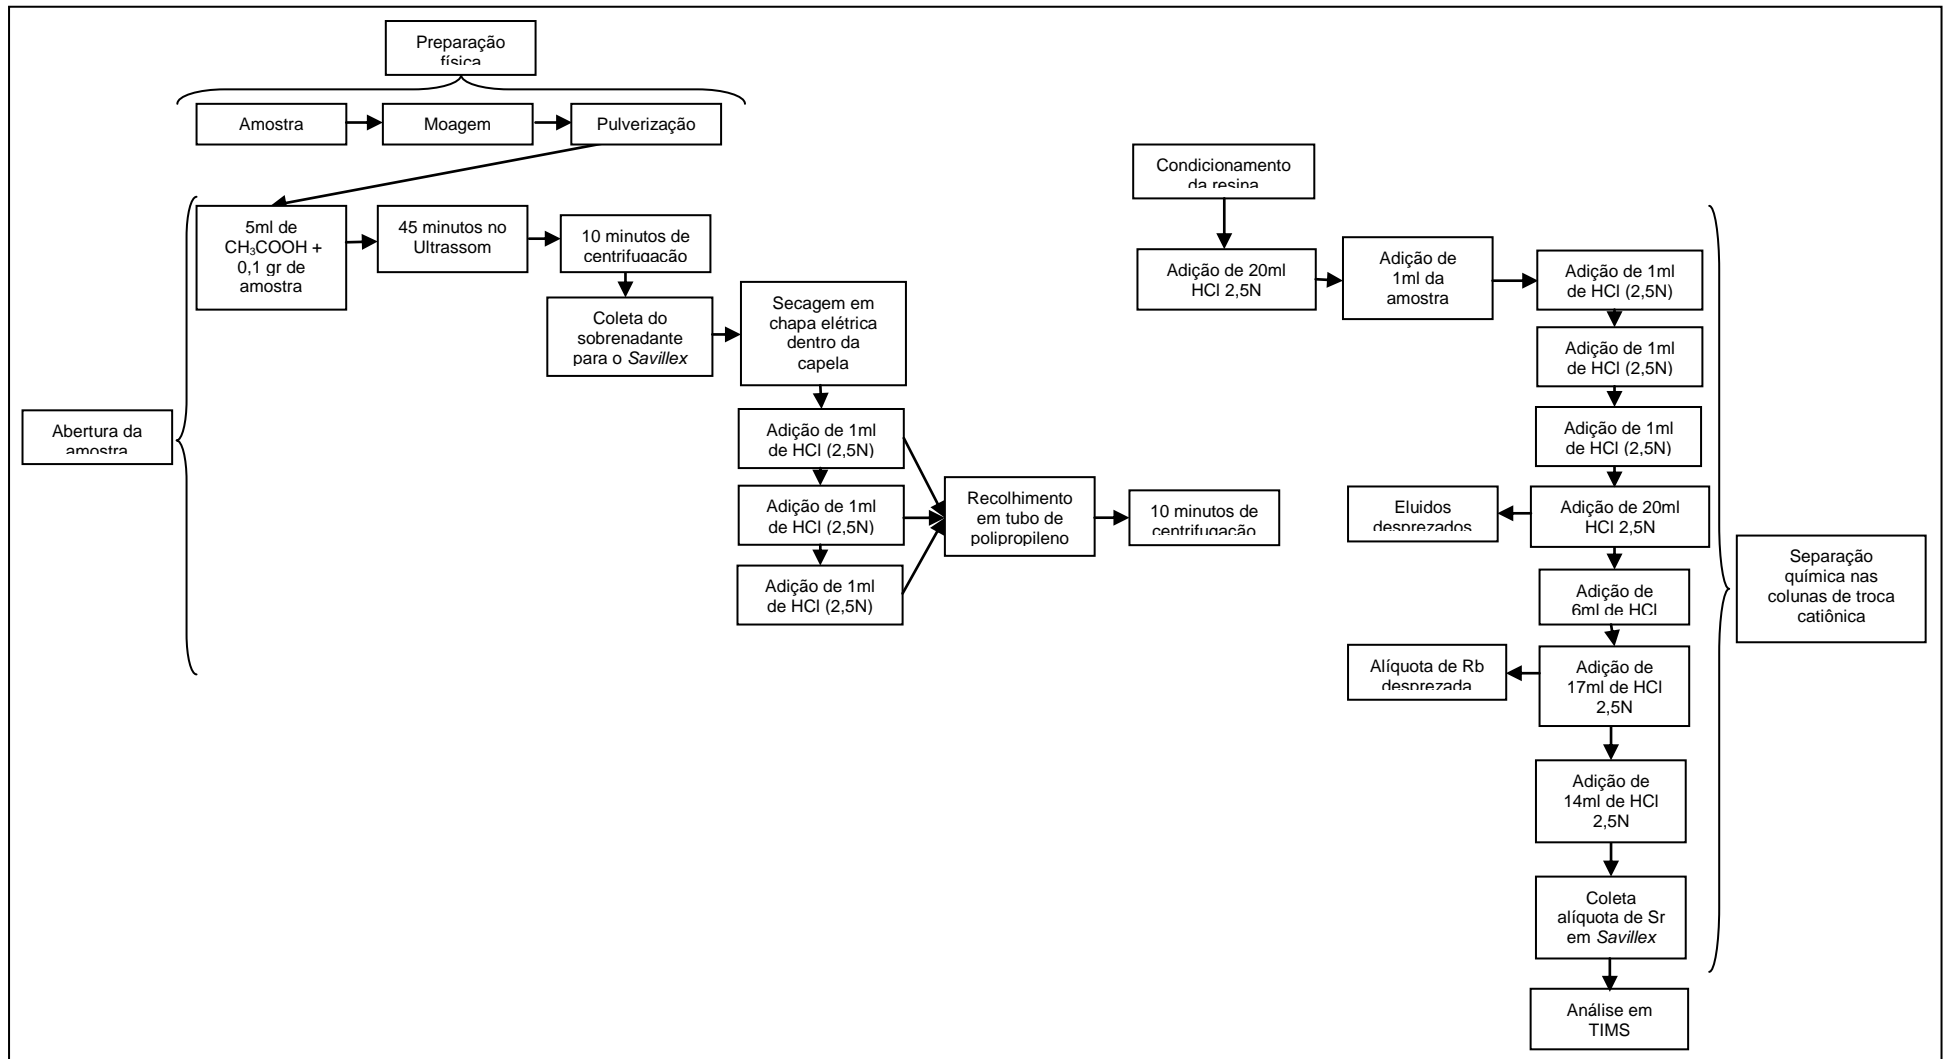 Preparação
física
Amostra
Moagem
Pulverização
5ml de
CH₃COOH +
0,1 gr de
amostra
45 minutos no
Ultrassom
10 minutos de
centrifugação
Coleta do
sobrenadante
para o Savillex
Secagem em
chapa elétrica
dentro da
capela
Abertura da
amostra
Adição de 1ml
de HCl (2,5N)
Adição de 1ml
de HCl (2,5N)
Adição de 1ml
de HCl (2,5N)
Recolhimento
em tubo de
polipropileno
10 minutos de
centrifugação
Condicionamento
da resina
Adição de 20ml
HCl 2,5N
Adição de
1ml da
amostra
Adição de 1ml
de HCl (2,5N)
Adição de 1ml
de HCl (2,5N)
Adição de 1ml
de HCl (2,5N)
Eluidos
desprezados
Adição de 20ml
HCl 2,5N
Adição de
6ml de HCl
Alíquota de Rb
desprezada
Adição de
17ml de HCl
2,5N
Adição de
14ml de HCl
2,5N
Coleta
alíquota de Sr
em Savillex
Análise em
TIMS
Separação
química nas
colunas de troca
catiônica